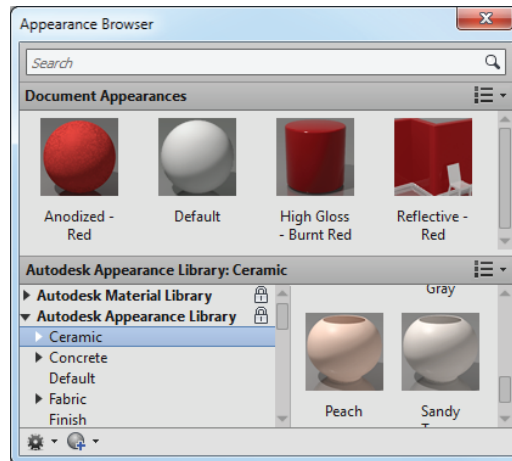 Appearance Browser
Search
Document Appearances
Anodized -
Red
Default
High Gloss
- Burnt Red
Reflective -
Red
Autodesk Appearance Library: Ceramic
Autodesk Material Library
Autodesk Appearance Library
Ceramic
Concrete
Default
Fabric
Finish
Gray
Peach
Sandy